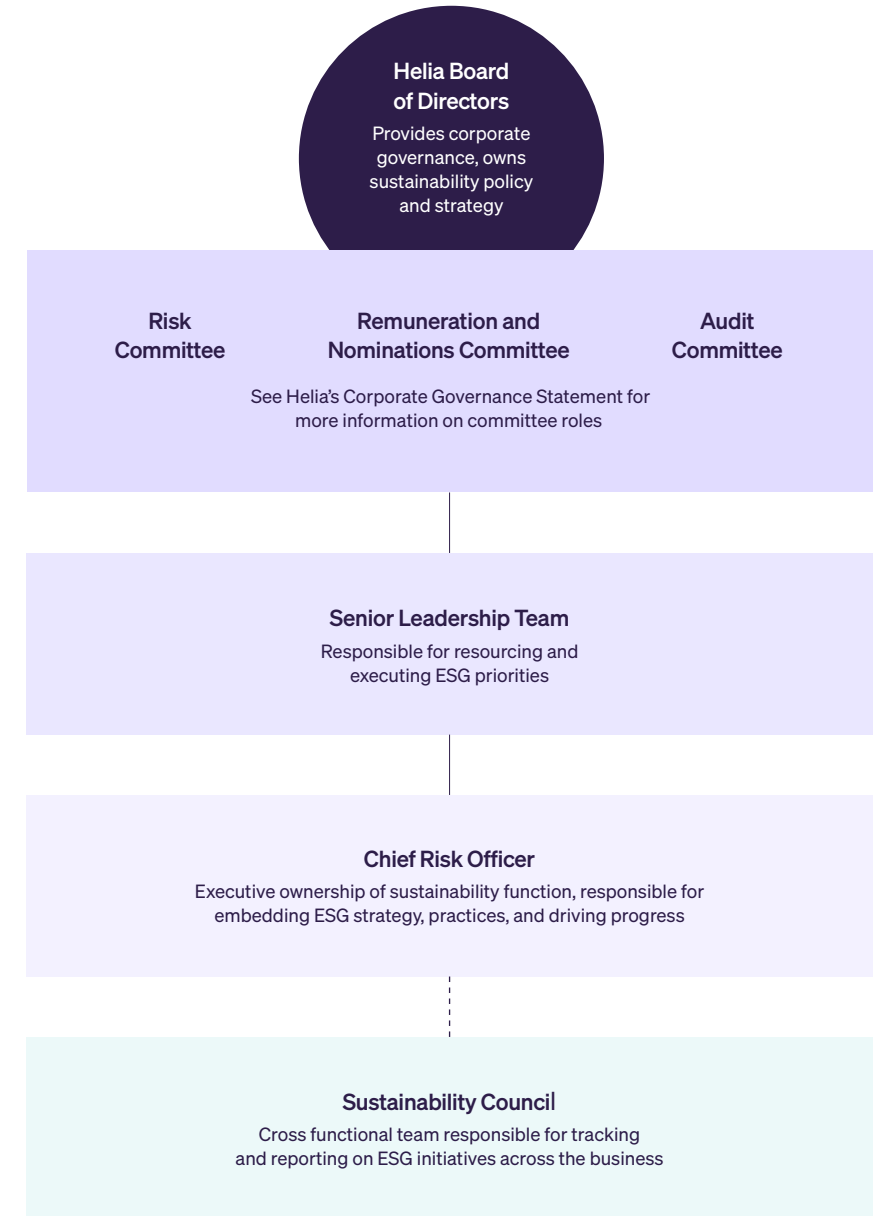 Helia Board
of Directors
Provides corporate
governance, owns
sustainability policy
and strategy
Risk
Committee
Remuneration and
Nominations Committee
Audit
Committee
See Helia’s Corporate Governance Statement for
more information on committee roles
Senior Leadership Team
Responsible for resourcing and
executing ESG priorities
Chief Risk Officer
Executive ownership of sustainability function, responsible for
embedding ESG strategy, practices, and driving progress
Sustainability Council
Cross functional team responsible for tracking
and reporting on ESG initiatives across the business